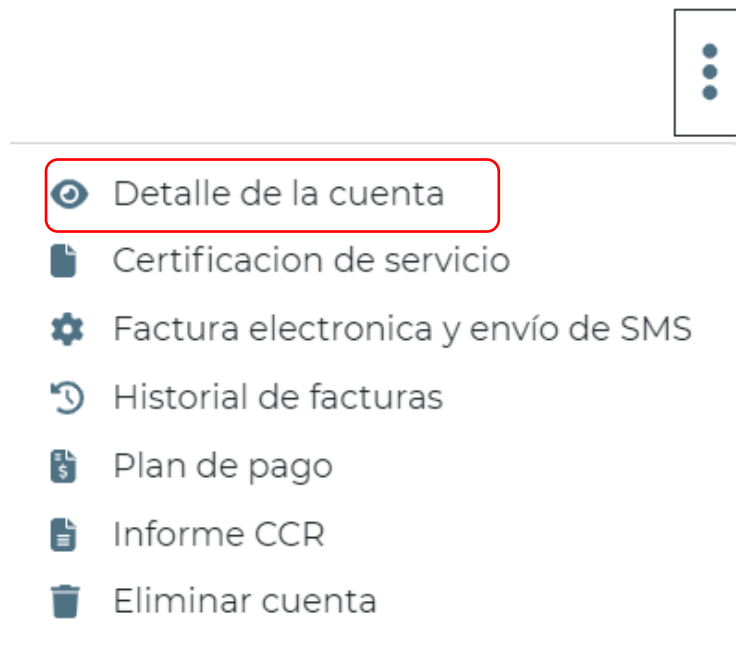 Detalle de la cuenta
Certificacion de servicio
Factura electronica y envío de SMS
Historial de facturas
Plan de pago
Informe CCR
Eliminar cuenta